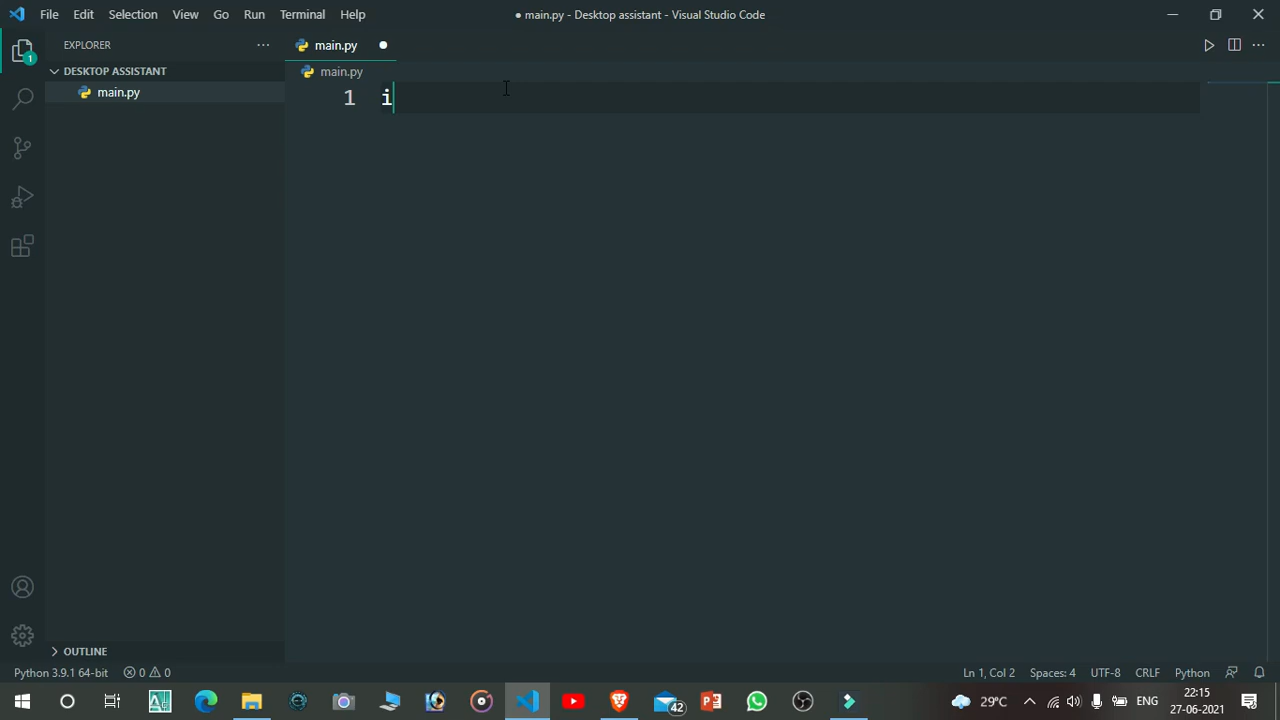 File Edit Selection View Go Run Terminal Help
● main.py - Desktop assistant - Visual Studio Code
EXPLORER ···
main.py ●
1
DESKTOP ASSISTANT
main.py
main.py
1 i
OUTLINE
Python 3.9.1 64-bit 0 0
Ln 1, Col 2 Spaces: 4 UTF-8 CRLF Python
42
29°C
ENG
22:15
27-06-2021